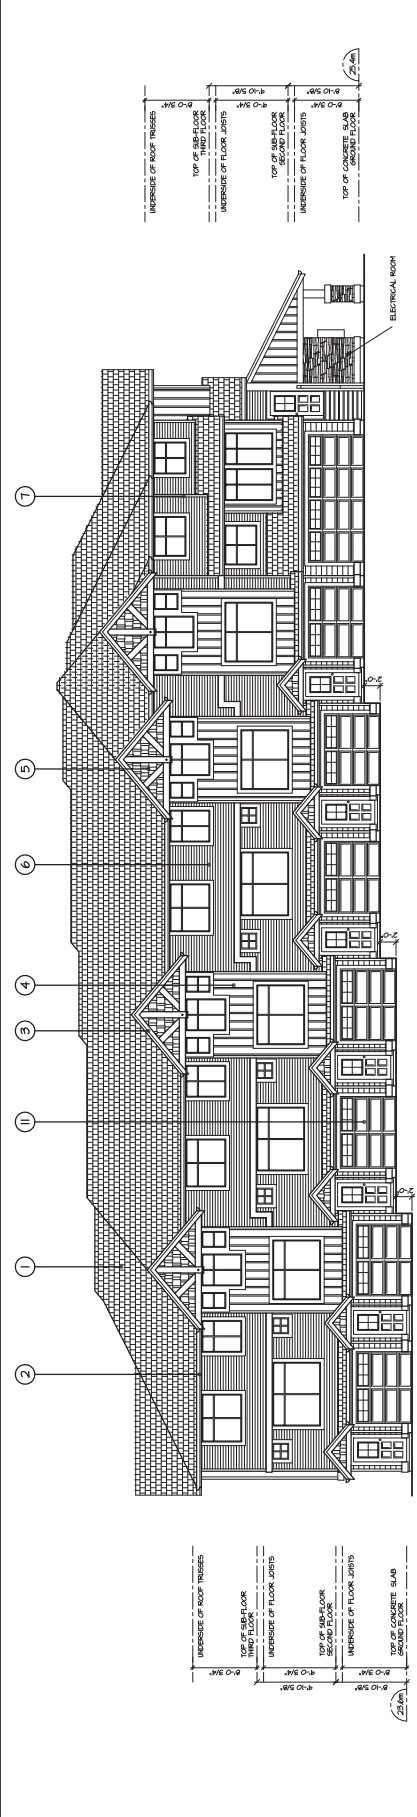 25.4m
8'-10 5/8"
9'-10 5/8"
8'-0 3/4"
9'-0 3/4"
8'-0 3/4"
UNDERSIDE OF ROOF TRUSSES
TOP OF SUB-FLOOR
THIRD FLOOR
UNDERSIDE OF FLOOR JOISTS
TOP OF SUB-FLOOR
SECOND FLOOR
UNDERSIDE OF FLOOR JOISTS
TOP OF CONCRETE SLAB
GROUND FLOOR
ELECTRICAL ROOM
7
5
6
4
3
11
1
2
2'-0"
2'-0"
2'-0"
UNDERSIDE OF ROOF TRUSSES
TOP OF SUB-FLOOR
THIRD FLOOR
UNDERSIDE OF FLOOR JOISTS
TOP OF SUB-FLOOR
SECOND FLOOR
UNDERSIDE OF FLOOR JOISTS
TOP OF CONCRETE SLAB
GROUND FLOOR
8'-0 3/4"
9'-0 3/4"
8'-0 3/4"
9'-10 5/8"
8'-10 5/8"
23.6m